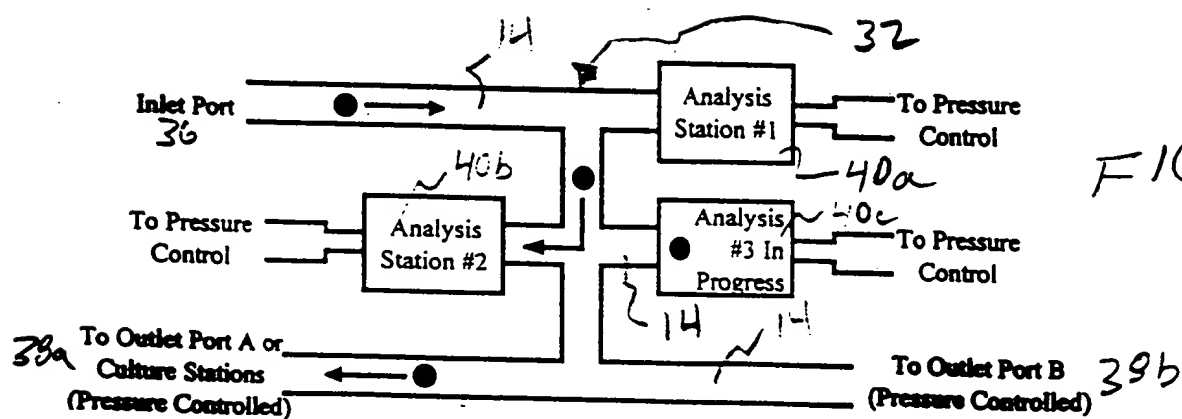 14
32
Inlet Port
36
Analysis
Station #1
To Pressure
Control
40a
40b
To Pressure
Control
Analysis
Station #2
Analysis
#3 In
Progress
40c
To Pressure
Control
14
14
38a
To Outlet Port A or
Culture Stations
(Pressure Controlled)
To Outlet Port B
(Pressure Controlled)
38b